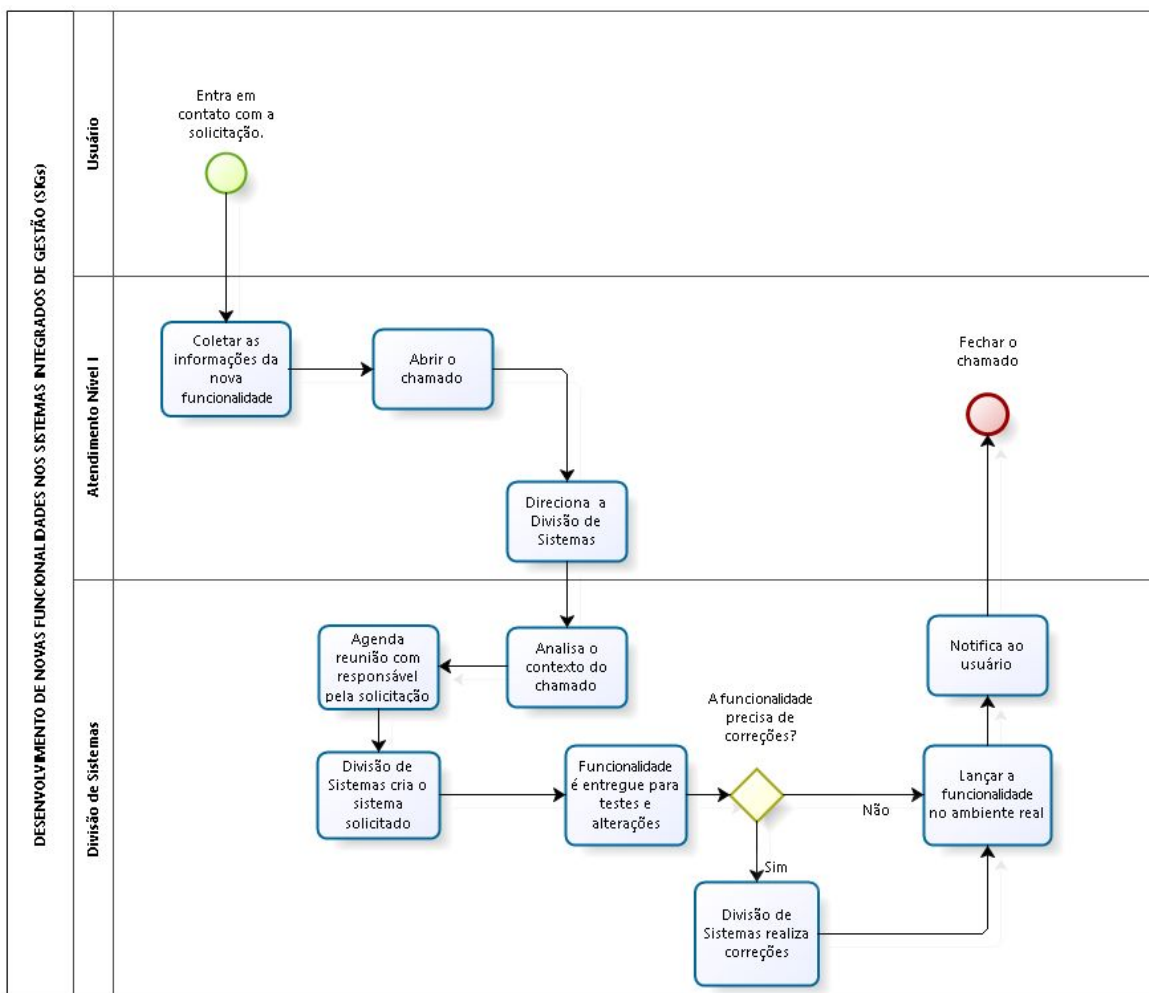 DESENVOLVIMENTO DE NOVAS FUNCIONALIDADES NOS SISTEMAS INTEGRADOS DE GESTÃO (SIGs)
Usuário
Entra em
contato com a
solicitação.
Atendimento Nível I
Coletar as
informações da
nova
funcionalidade
Abrir o
chamado
Direciona a
Divisão de
Sistemas
Fechar o
chamado
Divisão de Sistemas
Analisa o
contexto do
chamado
Agenda
reunião com
responsável
pela solicitação
Divisão de
Sistemas cria o
sistema
solicitado
Funcionalidade
é entregue para
testes e
alterações
A funcionalidade
precisa de
correções?
Não
Sim
Divisão de
Sistemas realiza
correções
Lançar a
funcionalidade
no ambiente real
Notifica ao
usuário